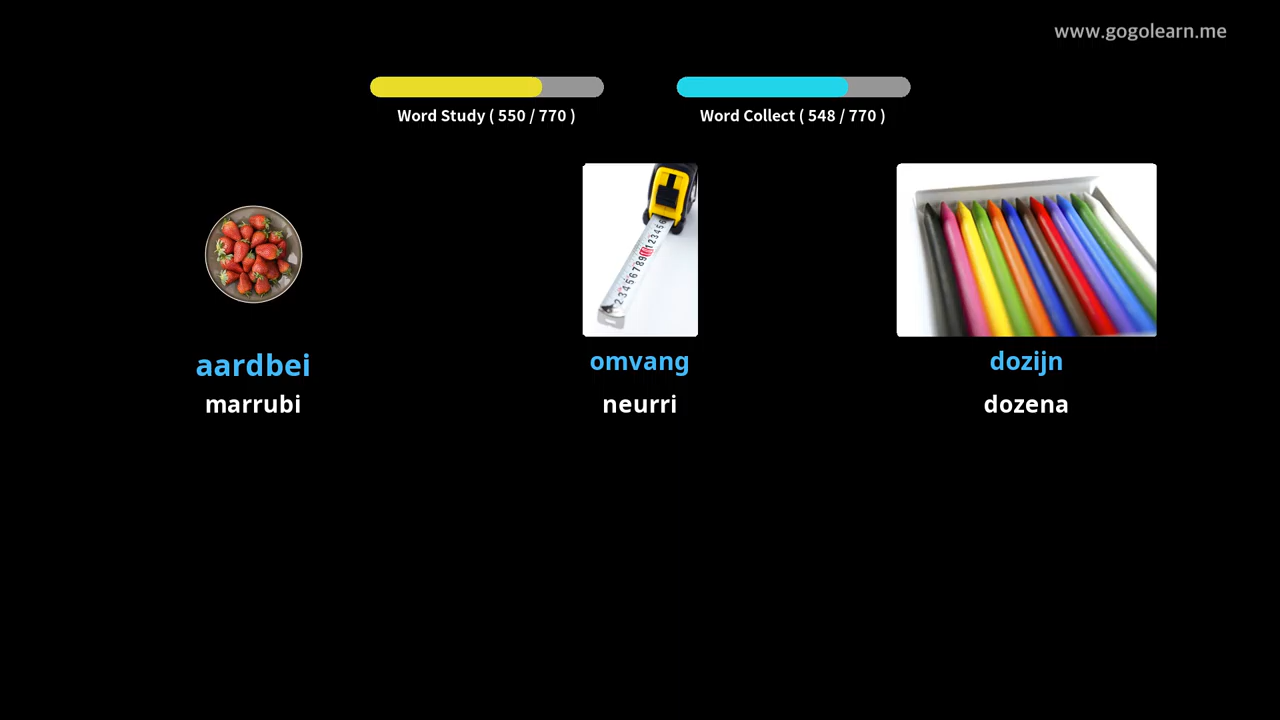 www.gogolearn.me
Word Study ( 550 / 770 )
Word Collect ( 548 / 770 )
aardbei
marrubi
omvang
neurri
dozijn
dozena